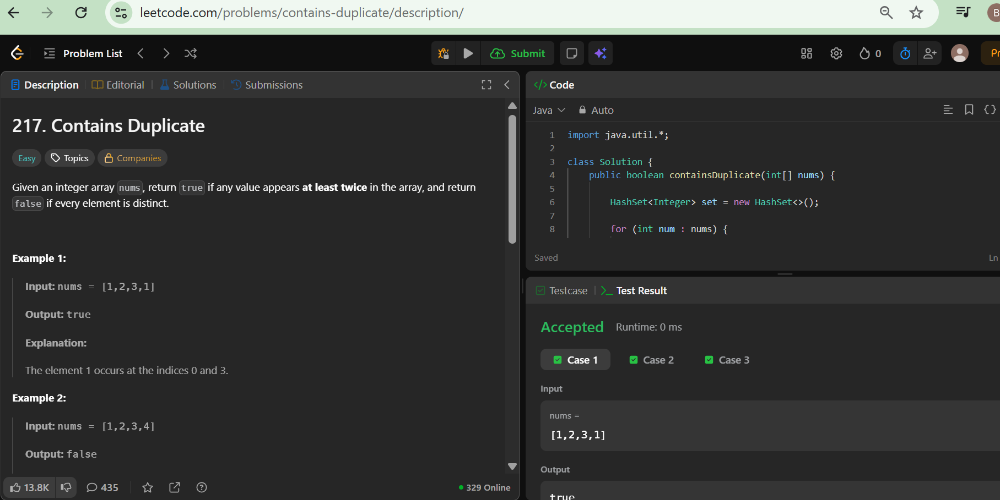 leetcode.com/problems/contains-duplicate/description/
B
Problem List
Submit
0
Pr
Description
Editorial
Solutions
Submissions
217. Contains Duplicate
Easy
Topics
Companies
Given an integer array nums, return true if any value appears at least twice in the array, and return
false if every element is distinct.
Example 1:
Input: nums = [1,2,3,1]
Output: true
Explanation:
The element 1 occurs at the indices 0 and 3.
Example 2:
Input: nums = [1,2,3,4]
Output: false
13.8K
435
329 Online
</> Code
Java
Auto
1 import java.util.*;
2
3 class Solution {
4 public boolean containsDuplicate(int[] nums) {
5
6 HashSet<Integer> set = new HashSet<>();
7
8 for (int num : nums) {
Saved
Ln
Testcase
Test Result
Accepted
Runtime: 0 ms
Case 1
Case 2
Case 3
Input
nums =
[1,2,3,1]
Output
true